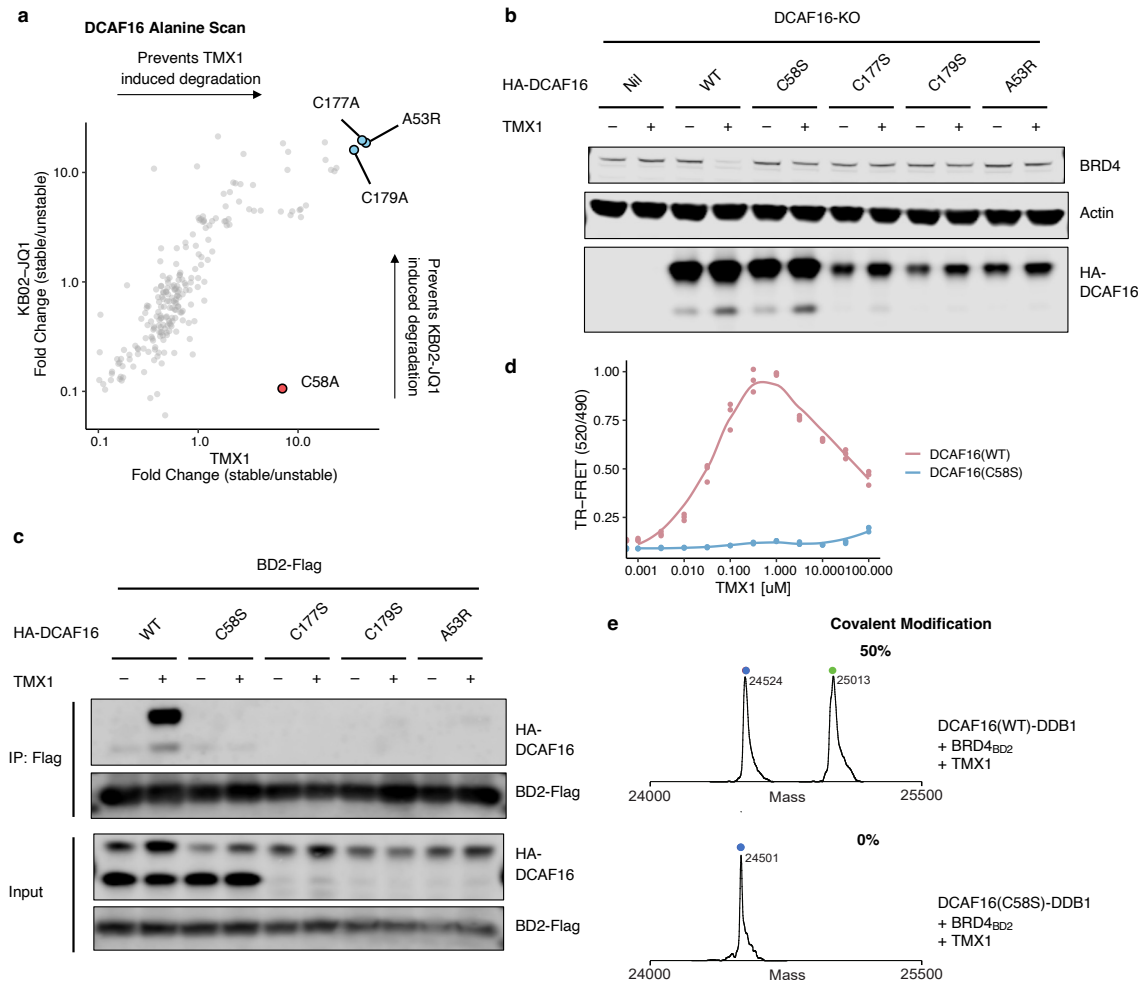 a
DCAF16 Alanine Scan
Prevents TMX1
induced degradation
C177A
A53R
C179A
C58A
10.0
1.0
0.1
KB02–JQ1
Fold Change (stable/unstable)
Prevents KB02-JQ1
induced degradation
0.1
1.0
10.0
TMX1
Fold Change (stable/unstable)
b
DCAF16-KO
HA-DCAF16
Nil
WT
C58S
C177S
C179S
A53R
TMX1
– + – + – + – + – + – +
BRD4
Actin
HA-
DCAF16
c
BD2-Flag
HA-DCAF16
WT
C58S
C177S
C179S
A53R
TMX1
– + – + – + – + – +
IP: Flag
HA-
DCAF16
BD2-Flag
Input
HA-
DCAF16
BD2-Flag
d
TR–FRET (520/490)
1.00
0.75
0.50
0.25
0.001
0.010
0.100
1.000
10.000
100.000
TMX1 [uM]
DCAF16(WT)
DCAF16(C58S)
e
Covalent Modification
50%
24524
25013
24000
Mass
25500
DCAF16(WT)-DDB1
+ BRD4BD2
+ TMX1
0%
24501
24000
Mass
25500
DCAF16(C58S)-DDB1
+ BRD4BD2
+ TMX1